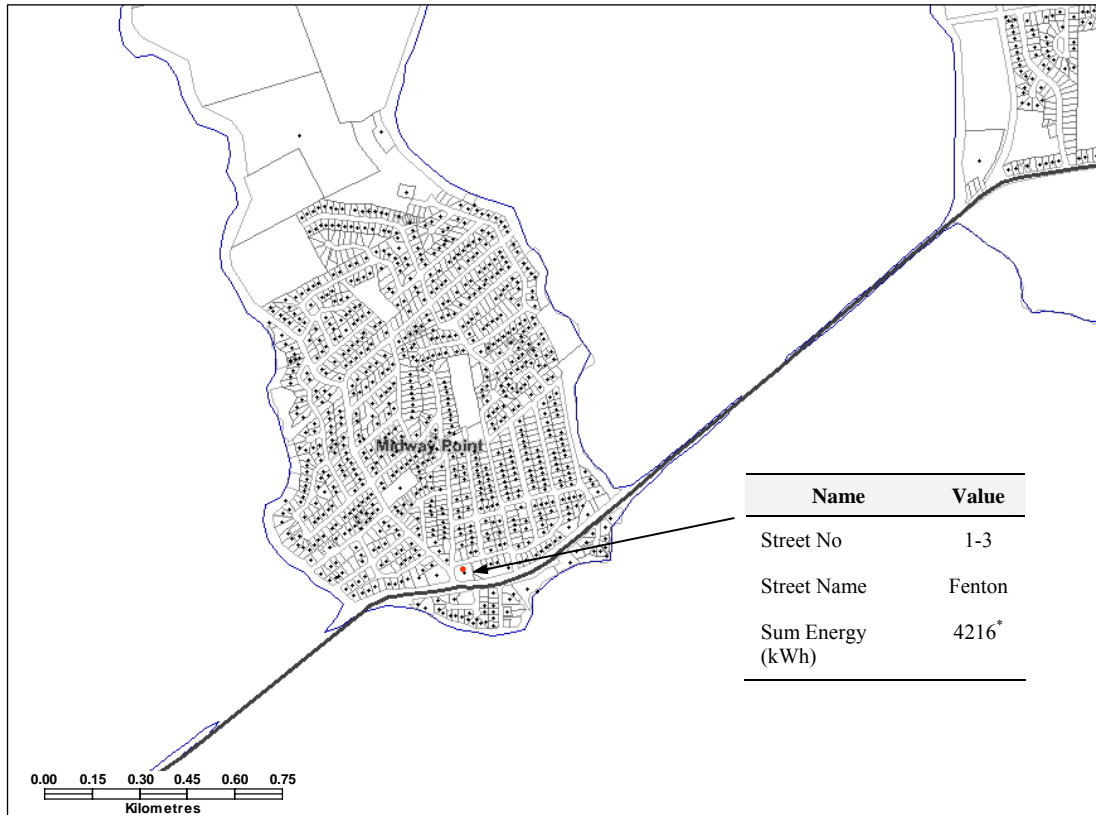 Midway Point
Name Value
Street No 1-3
Street Name Fenton
Sum Energy 4216*
(kWh)
0.00 0.15 0.30 0.45 0.60 0.75
Kilometres